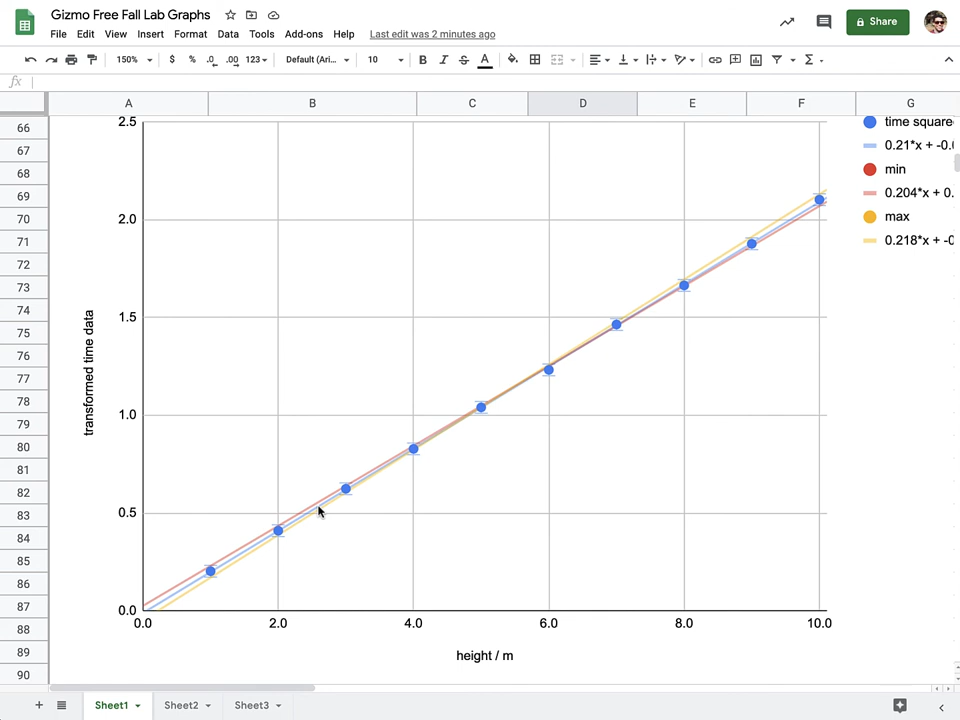 Gizmo Free Fall Lab Graphs
File Edit View Insert Format Data Tools Add-ons Help Last edit was 2 minutes ago
Share
150% $ % .0 .00 123 Default (Ari... 10 B I S A
fx
A B C D E F G
66
67
68
69
70
71
72
73
74
75
76
77
78
79
80
81
82
83
84
85
86
87
88
89
90
2.5
2.0
1.5
1.0
0.5
0.0
transformed time data
0.0 2.0 4.0 6.0 8.0 10.0
height / m
time square
0.21*x + -0.0
min
0.204*x + 0.
max
0.218*x + -0
Sheet1 Sheet2 Sheet3